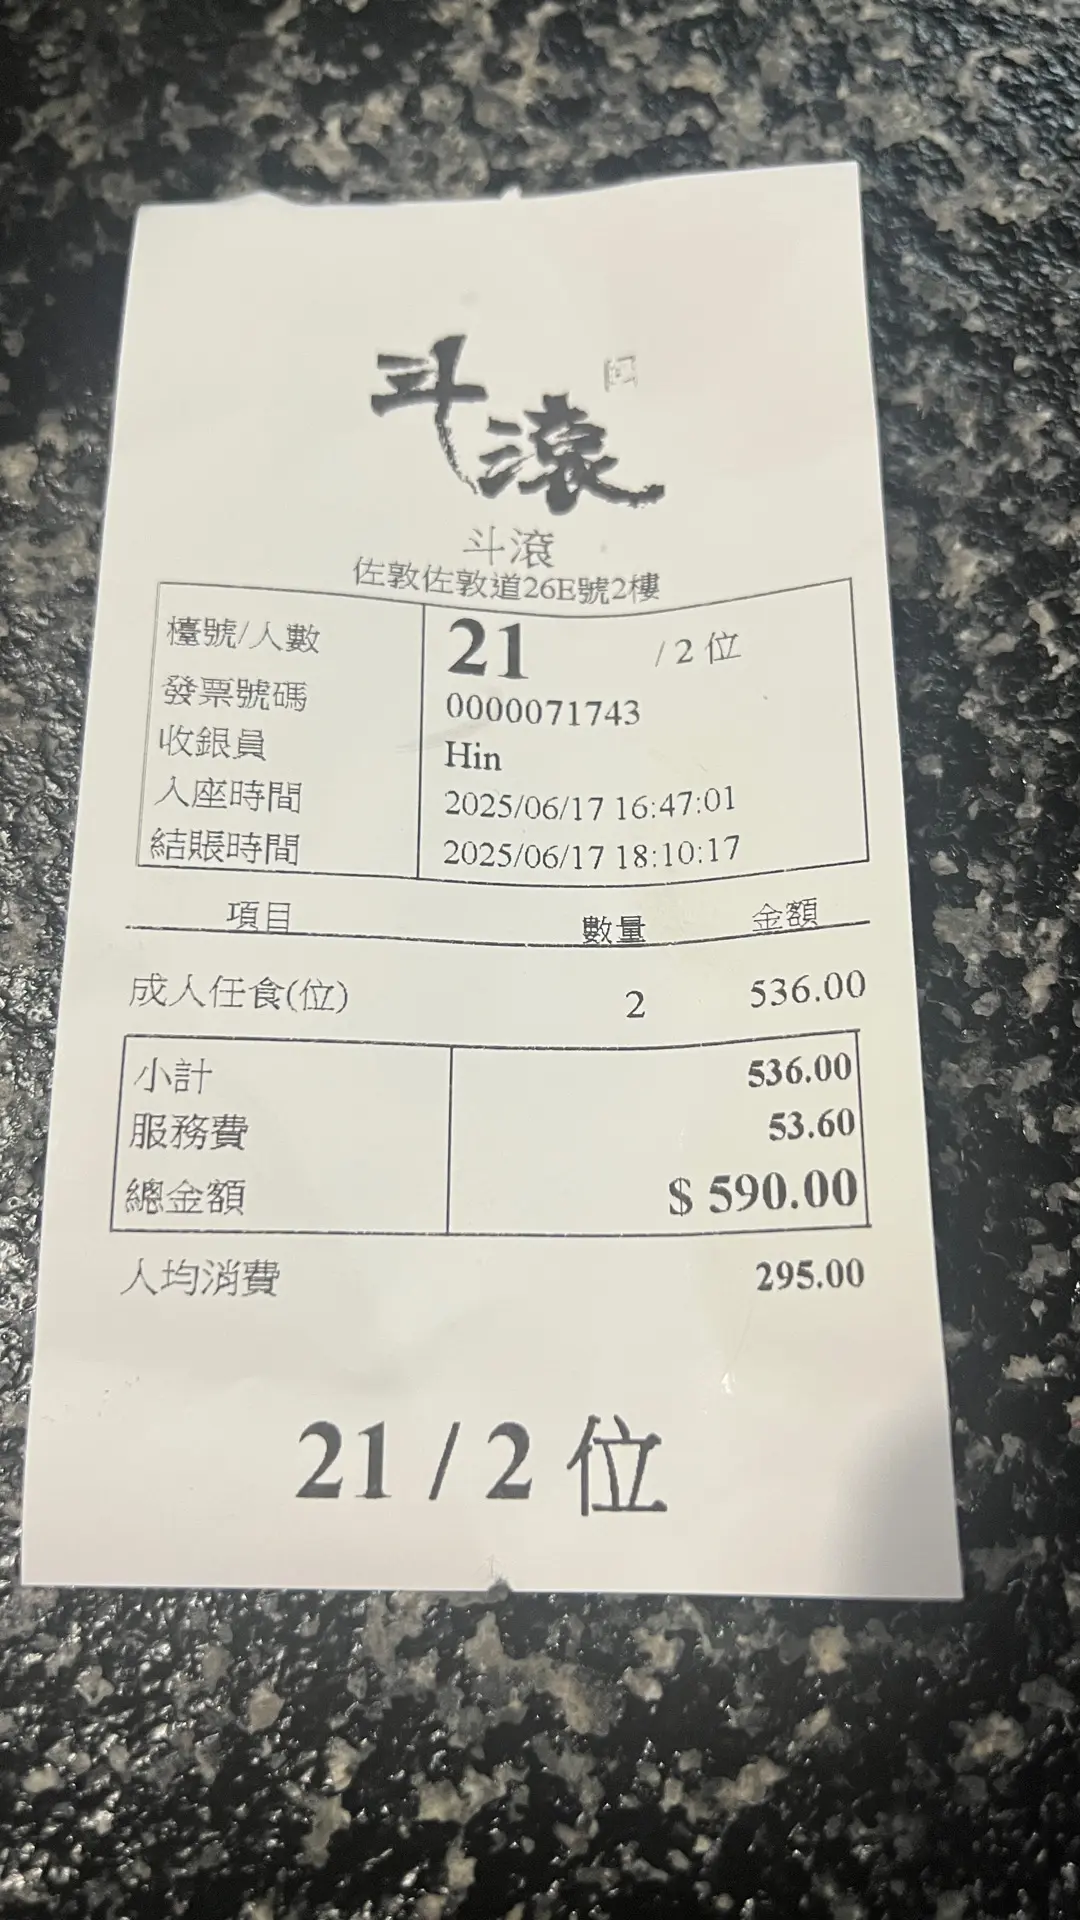 斗滾
斗滾
佐敦佐敦道26E號2樓
檯號/人數 21 / 2 位
發票號碼 0000071743
收銀員 Hin
入座時間 2025/06/17 16:47:01
結賬時間 2025/06/17 18:10:17
項目 數量 金額
成人任食(位) 2 536.00
小計 536.00
服務費 53.60
總金額 $ 590.00
人均消費 295.00
21 / 2 位